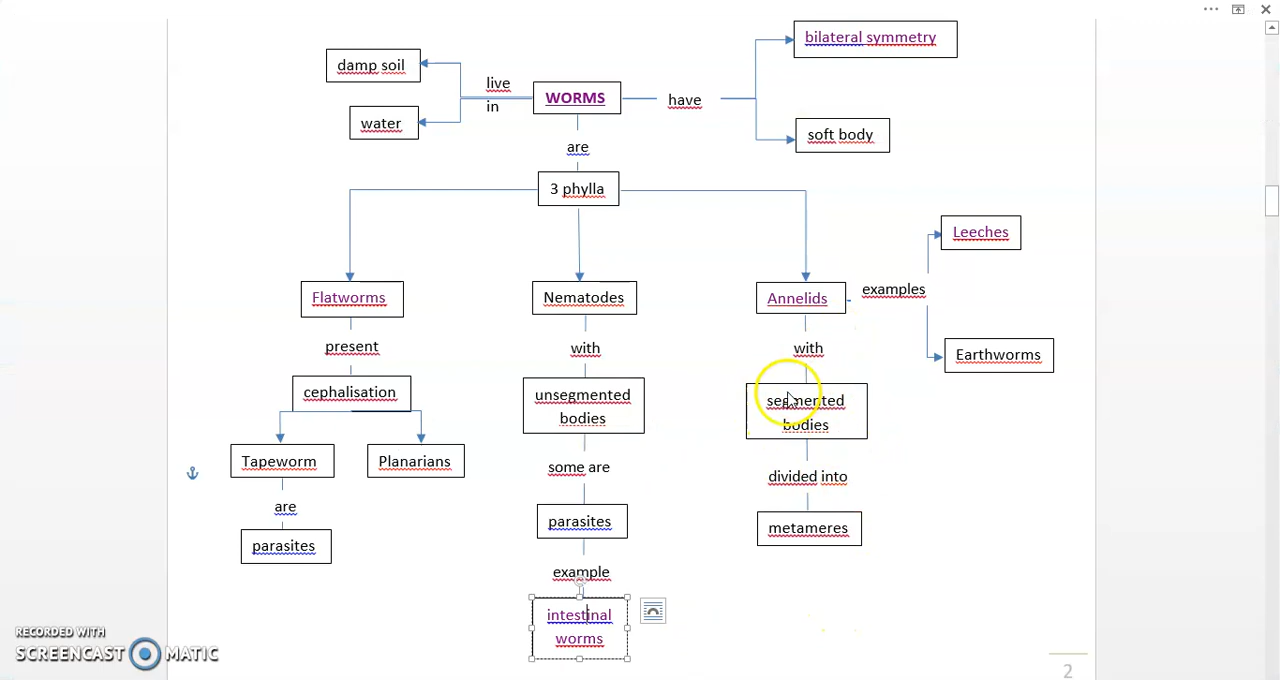 bilateral symmetry
damp soil
live
in
WORMS
have
water
soft body
are
3 phylla
Leeches
Flatworms
Nematodes
Annelids
examples
present
with
with
Earthworms
cephalisation
unsegmented
bodies
segmented
bodies
Tapeworm
Planarians
some are
divided into
are
parasites
metameres
parasites
example
intestinal
worms
RECORDED WITH
SCREENCAST MATIC
2